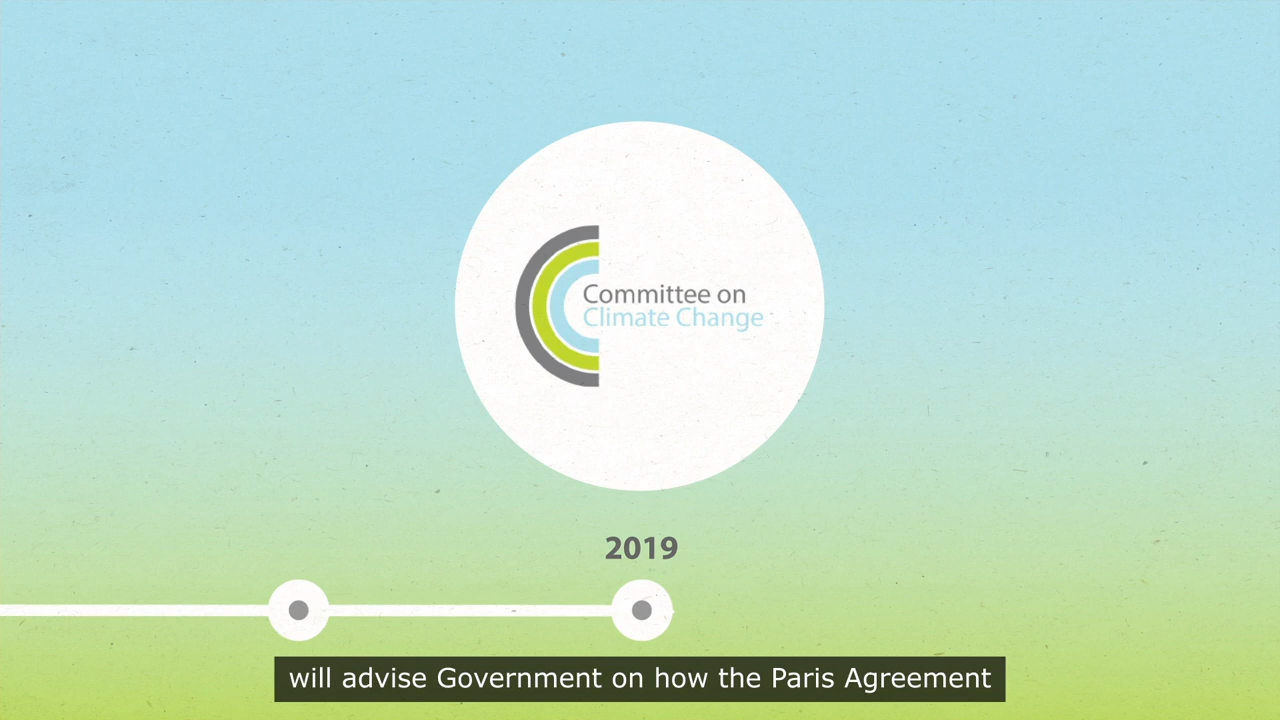 Committee on
Climate Change
2019
will advise Government on how the Paris Agreement